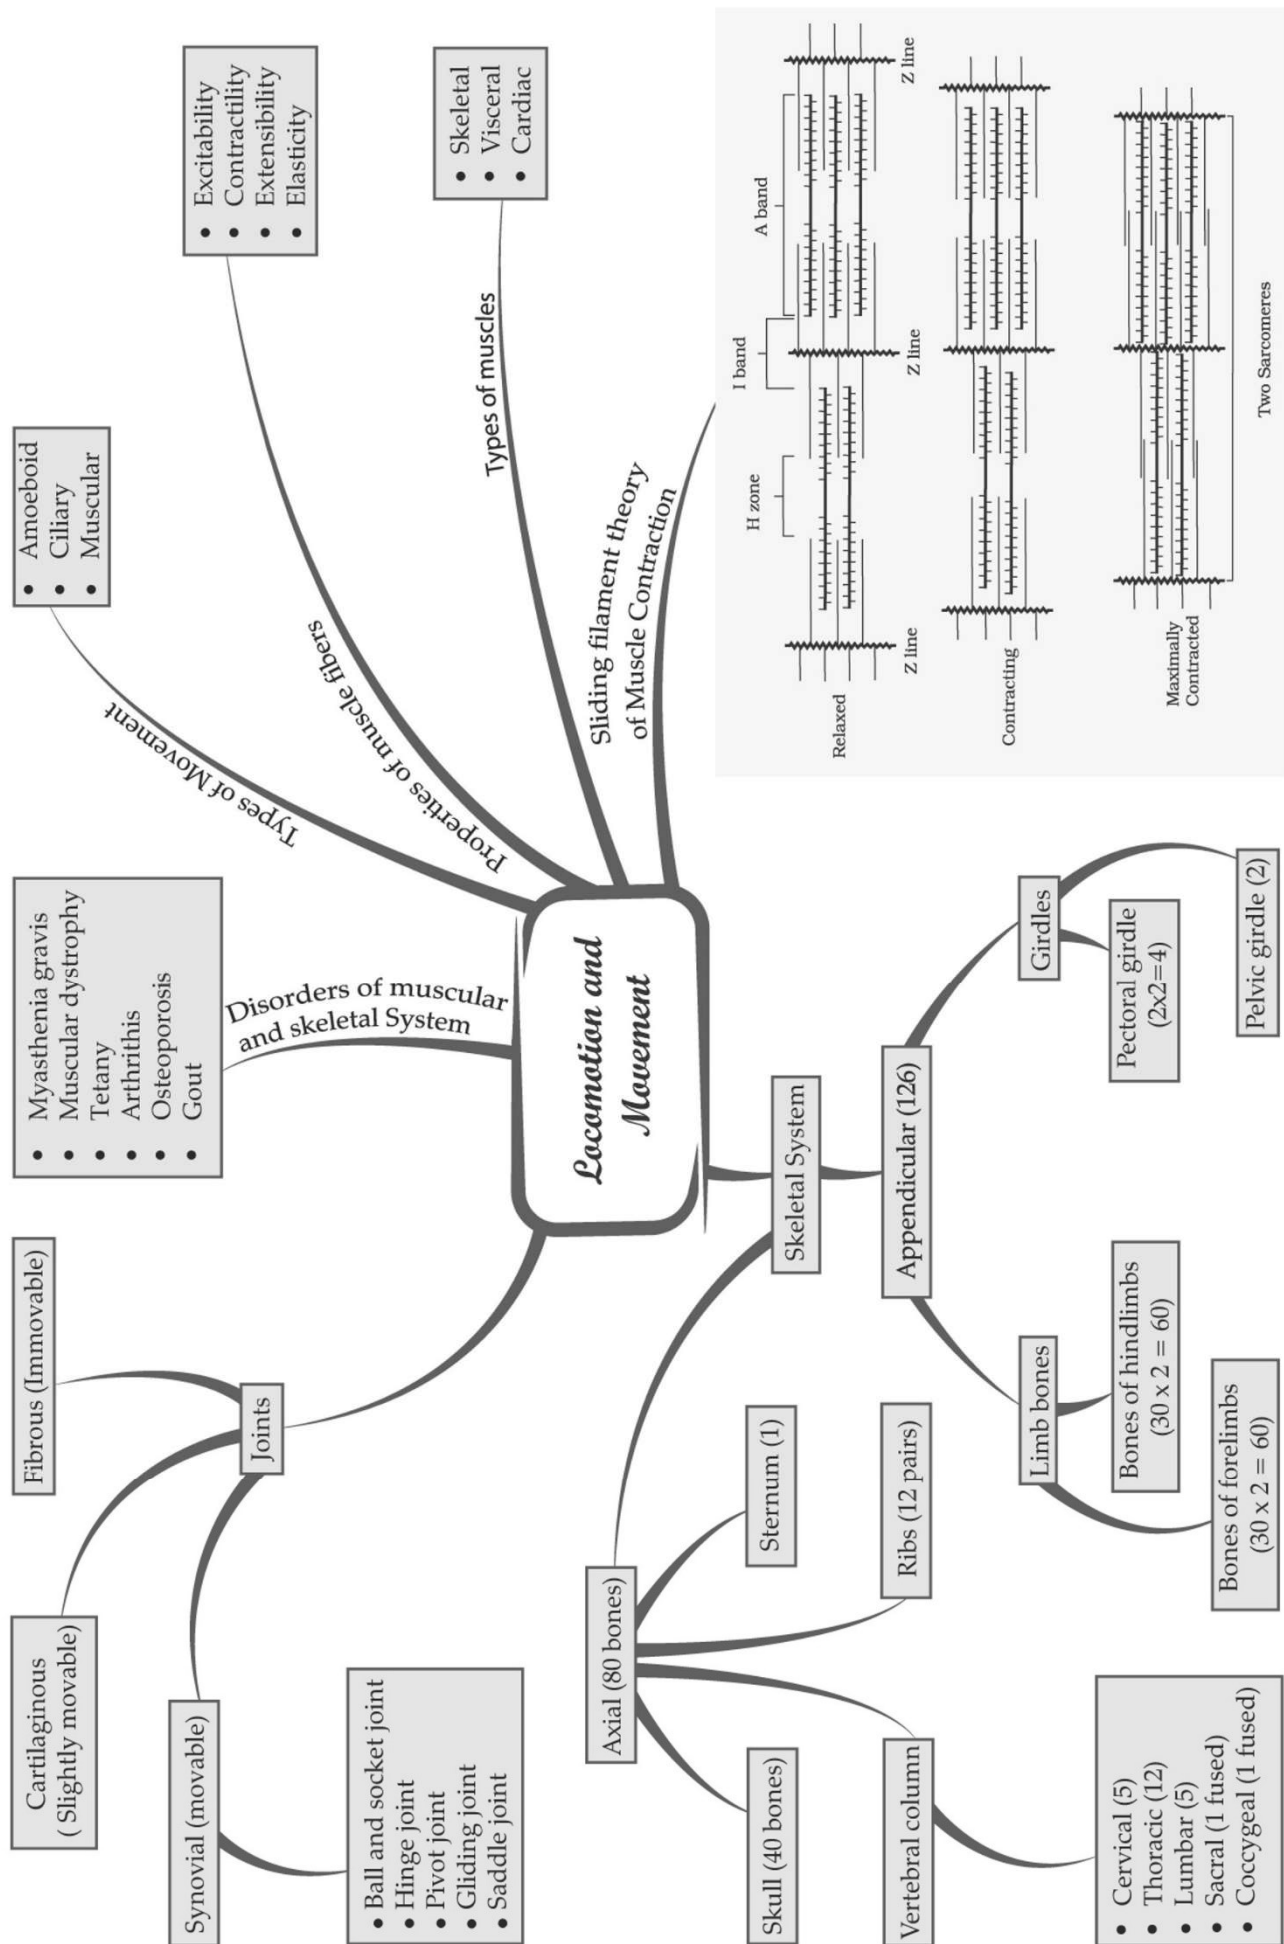 Locomotion and
Movement
Types of Movement
• Amoeboid
• Ciliary
• Muscular
Properties of muscle fibers
• Excitability
• Contractility
• Extensibility
• Elasticity
Types of muscles
• Skeletal
• Visceral
• Cardiac
Sliding filament theory
of Muscle Contraction
H zone
I band
A band
Z line
Z line
Z line
Relaxed
Contracting
Maximally
Contracted
Two Sarcomeres
Disorders of muscular
and skeletal System
• Myasthenia gravis
• Muscular dystrophy
• Tetany
• Arthrithis
• Osteoporosis
• Gout
Joints
Fibrous (Immovable)
Cartilaginous
( Slightly movable)
Synovial (movable)
• Ball and socket joint
• Hinge joint
• Pivot joint
• Gliding joint
• Saddle joint
Skeletal System
Axial (80 bones)
Sternum (1)
Ribs (12 pairs)
Skull (40 bones)
Vertebral column
• Cervical (5)
• Thoracic (12)
• Lumbar (5)
• Sacral (1 fused)
• Coccygeal (1 fused)
Appendicular (126)
Limb bones
Bones of hindlimbs
(30 x 2 = 60)
Bones of forelimbs
(30 x 2 = 60)
Girdles
Pectoral girdle
(2x2=4)
Pelvic girdle (2)